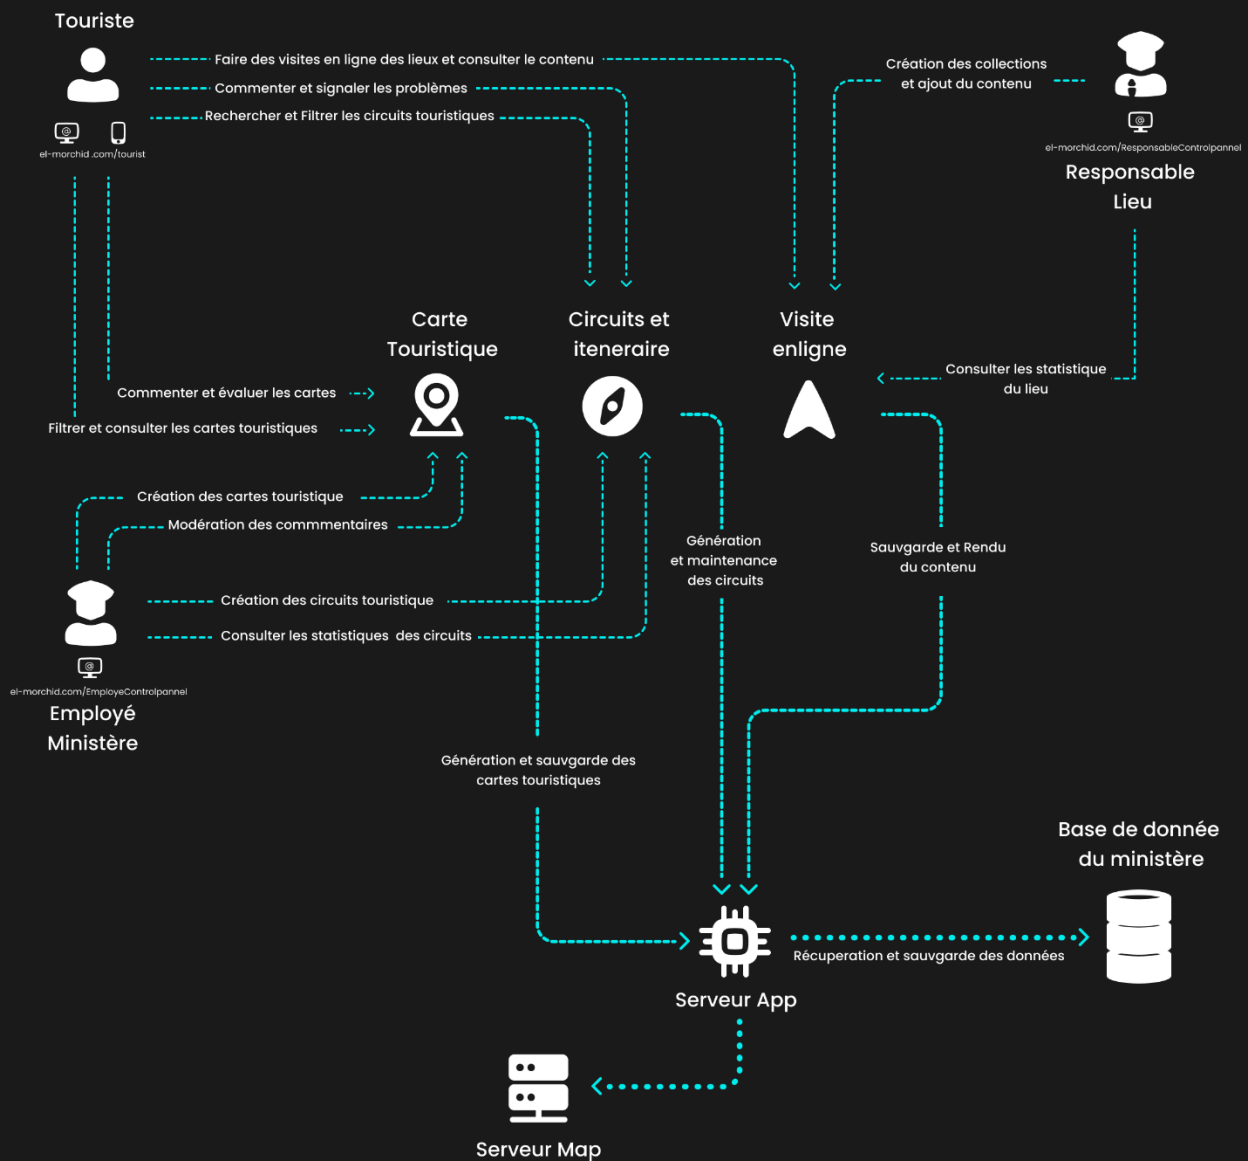 Touriste
Faire des visites en ligne des lieux et consulter le contenu
Commenter et signaler les problèmes
Rechercher et Filtrer les circuits touristiques
@
el-morchid .com/tourist
Création des collections
et ajout du contenu
@
el-morchid.com/ResponsableControlpannel
Responsable
Lieu
Carte
Touristique
Circuits et
iteneraire
Visite
enligne
Consulter les statistique
du lieu
Commenter et évaluer les cartes
Filtrer et consulter les cartes touristiques
Création des cartes touristique
Modération des commmentaires
Création des circuits touristique
Consulter les statistiques des circuits
@
el-morchid.com/EmployeControlpannel
Employé
Ministère
Génération
et maintenance
des circuits
Sauvgarde et Rendu
du contenu
Génération et sauvgarde des
cartes touristiques
Base de donnée
du ministère
Récuperation et sauvgarde des données
Serveur App
Serveur Map